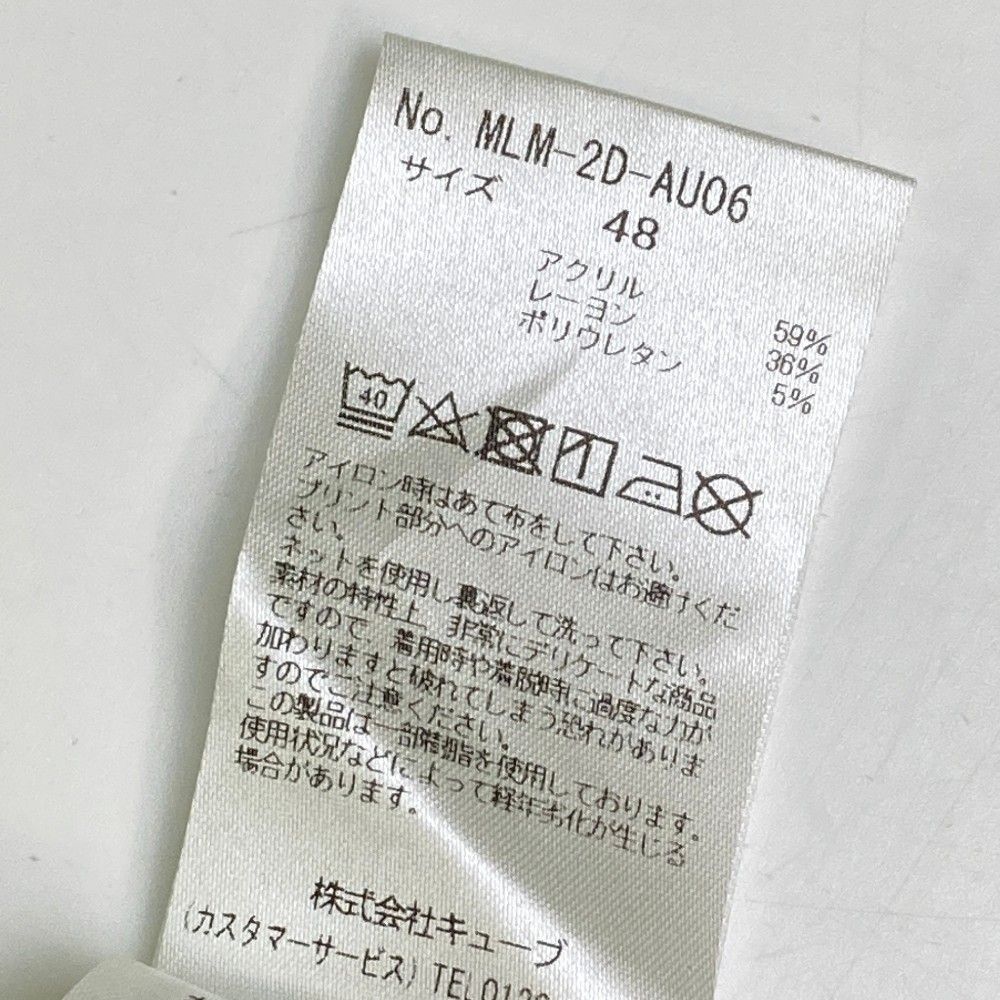 No. MLM-2D-AU06
サイズ
48
アクリル 59%
レーヨン 36%
ポリウレタン 5%
40
アイロン時はあて布をして下さい。
プリント部分へのアイロンはお避けくだ
さい。
ネットを使用し裏返して洗って下さい。
素材の特性上、非常にデリケートな商品
ですので、着用時や着脱時に過度な力が
加わりますと破れてしまう恐れがありま
すのでご注意ください。
この製品は一部樹脂を使用しております。
使用状況などによって経年劣化が生じる
場合があります。
株式会社キューブ
(カスタマーサービス) TEL0120